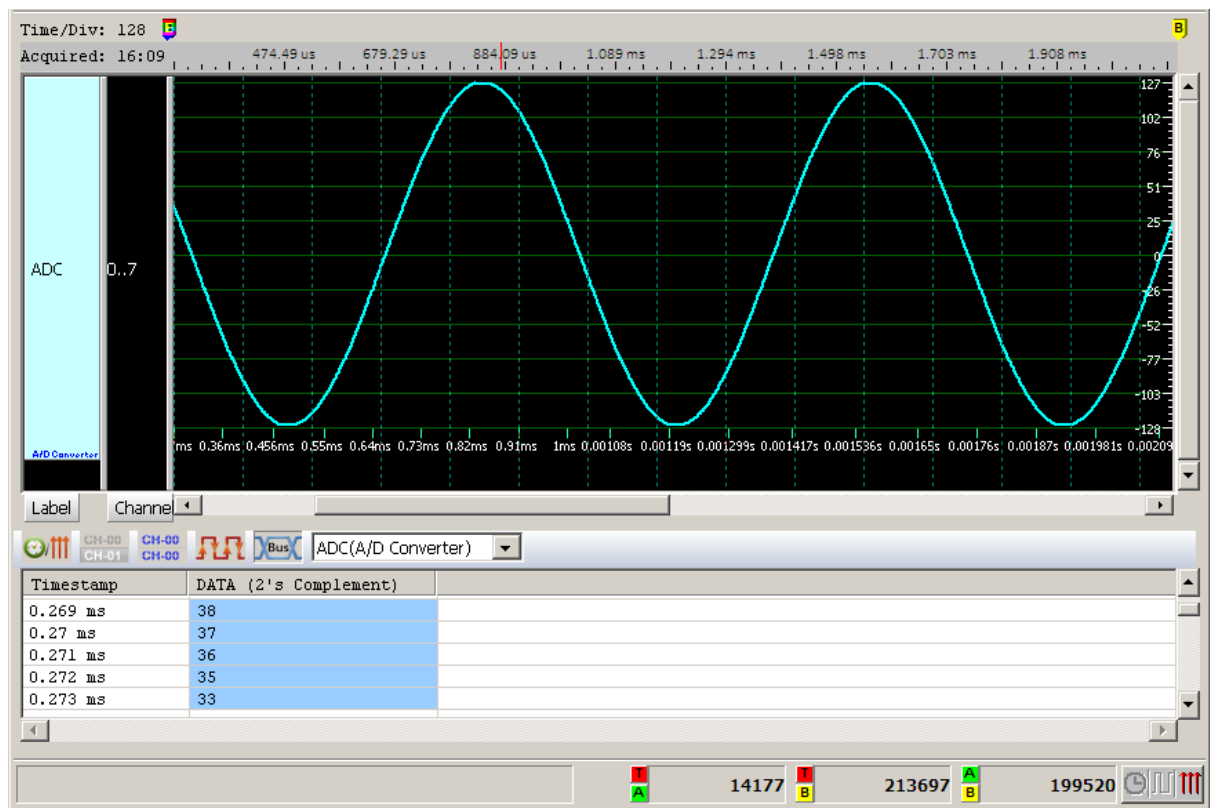 Time/Div: 128
B
Acquired: 16:09
474.49 us 679.29 us 884.09 us 1.089 ms 1.294 ms 1.498 ms 1.703 ms 1.908 ms
127
102
76
51
25
0
-26
-52
-77
-103
-128
ADC 0..7
A/D Converter
ms 0.36ms 0.456ms 0.55ms 0.64ms 0.73ms 0.82ms 0.91ms 1ms 0.00108s 0.00119s 0.001299s 0.001417s 0.001536s 0.00165s 0.00176s 0.00187s 0.001981s 0.00209
Label Channe
CH-00 CH-00 Bus ADC(A/D Converter)
CH-01 CH-00
Timestamp DATA (2's Complement)
0.269 ms 38
0.27 ms 37
0.271 ms 36
0.272 ms 35
0.273 ms 33
T A 14177 T B 213697 A B 199520